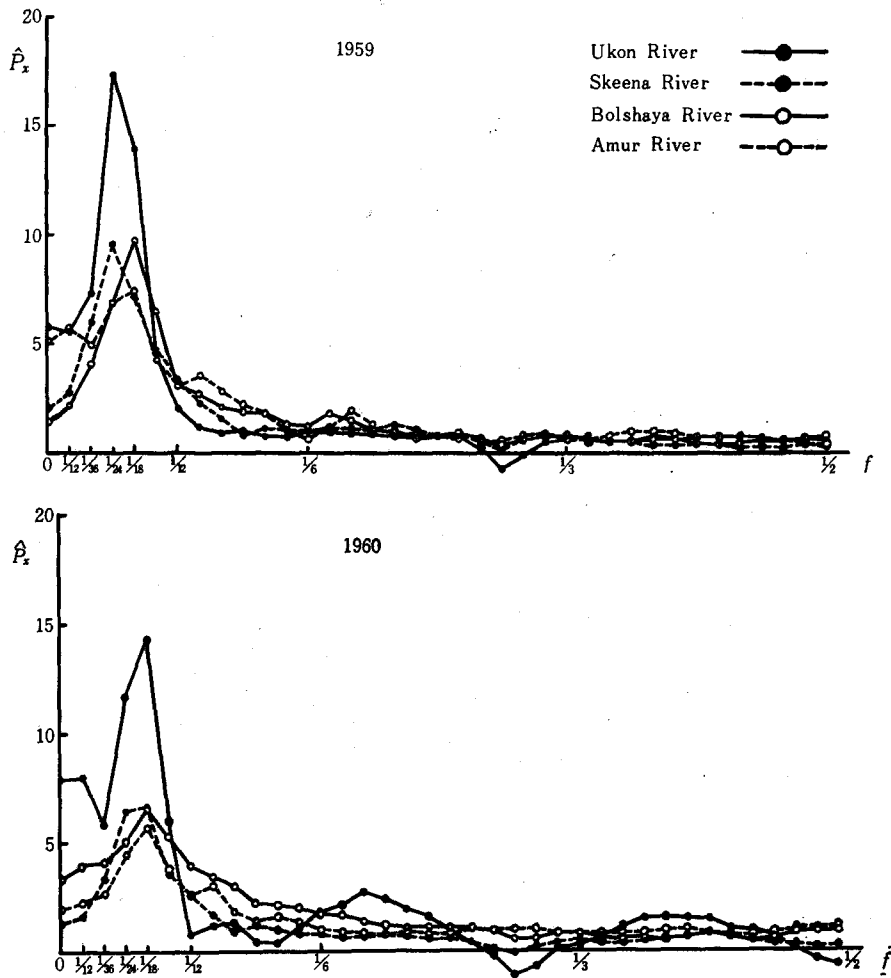 20
P̂x
1959
Ukon River
Skeena River
Bolshaya River
Amur River
15
10
5
0 1/12 1/36 1/24 1/18 1/12 1/6 1/3 1/2 f
20
P̂x
1960
15
10
5
0 1/12 1/36 1/24 1/18 1/12 1/6 1/3 1/2 f